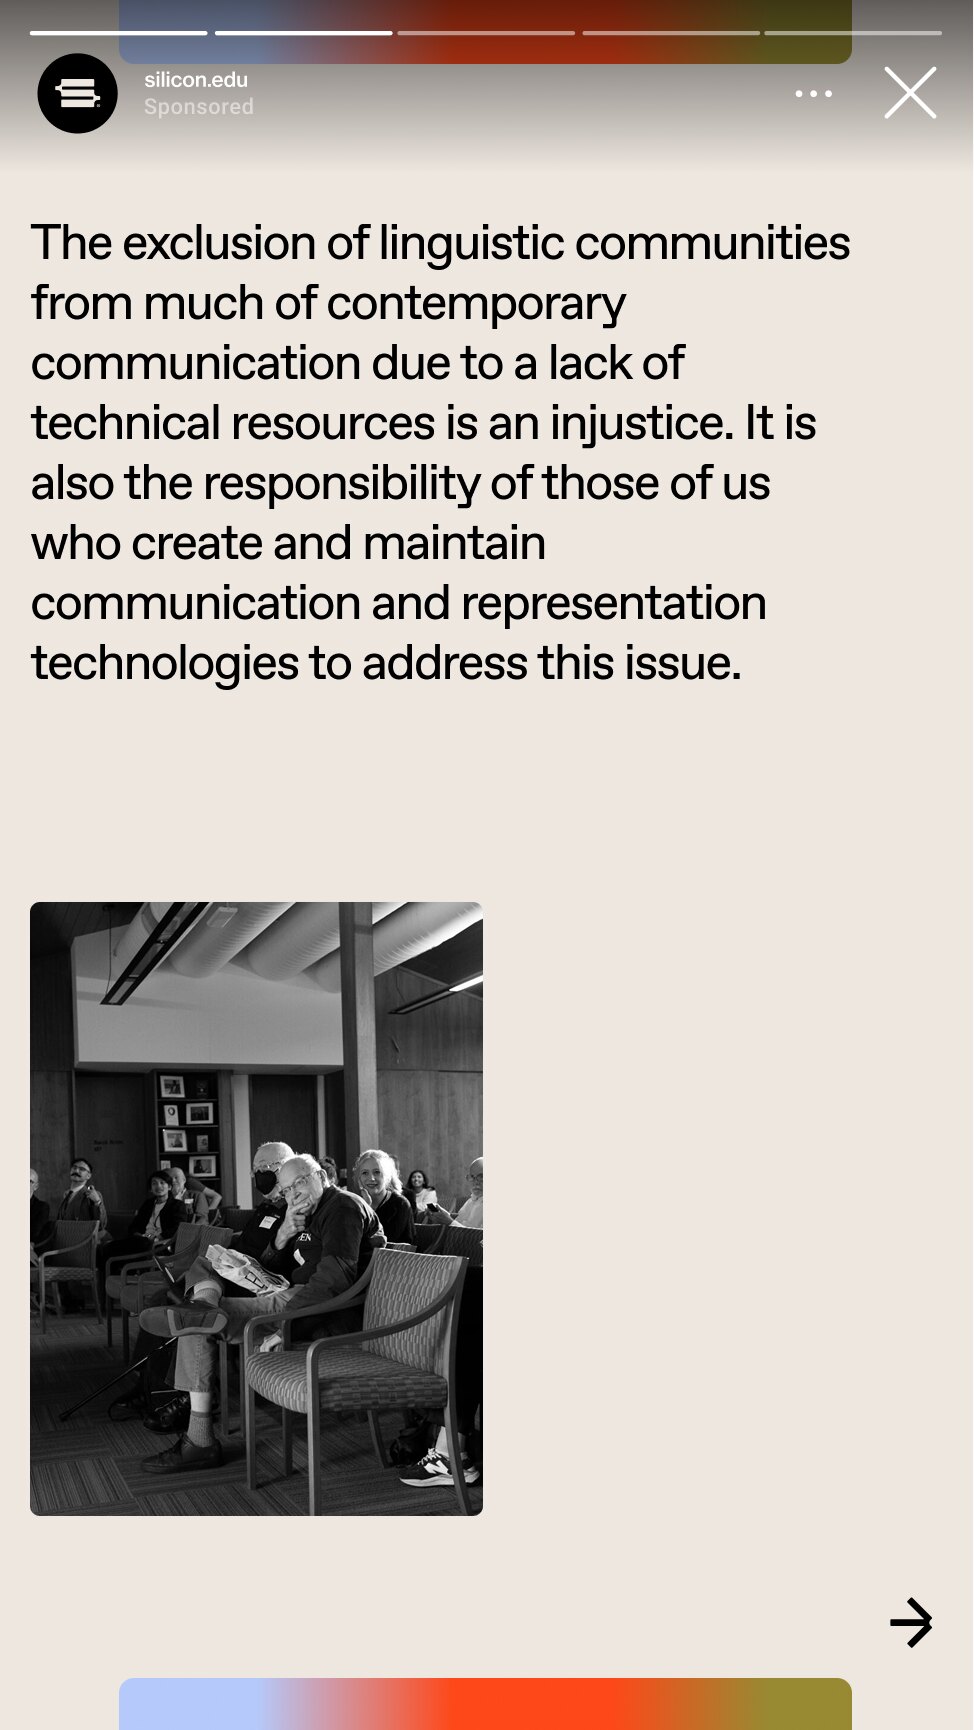 silicon.edu
Sponsored
The exclusion of linguistic communities
from much of contemporary
communication due to a lack of
technical resources is an injustice. It is
also the responsibility of those of us
who create and maintain
communication and representation
technologies to address this issue.